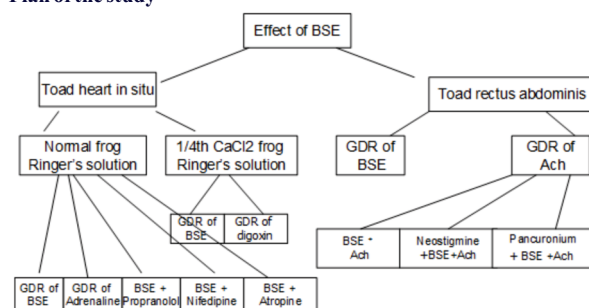 Plan of the study
Effect of BSE
Toad heart in situ
Toad rectus abdominis
Normal frog
Ringer's solution
1/4th CaCl2 frog
Ringer's solution
GDR of
BSE
GDR of
Ach
GDR of
BSE
GDR of
digoxin
BSE +
Ach
Neostigmine
+BSE+Ach
Pancuronium
+ BSE +Ach
GDR of
BSE
GDR of
Adrenaline
BSE +
Propranolol
BSE +
Nifedipine
BSE +
Atropine